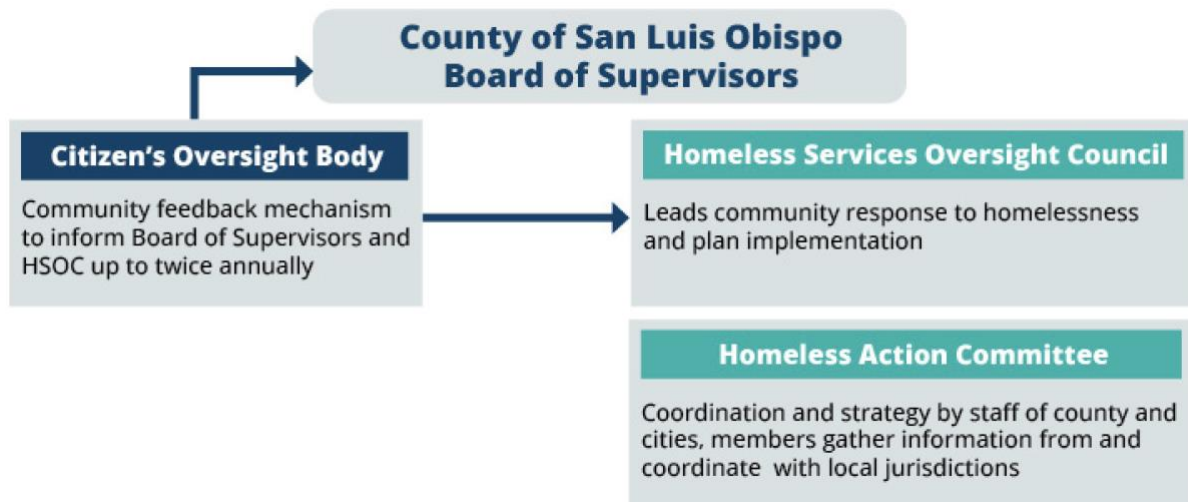 County of San Luis Obispo
Board of Supervisors
Citizen's Oversight Body
Community feedback mechanism
to inform Board of Supervisors and
HSOC up to twice annually
Homeless Services Oversight Council
Leads community response to homelessness
and plan implementation
Homeless Action Committee
Coordination and strategy by staff of county and
cities, members gather information from and
coordinate with local jurisdictions